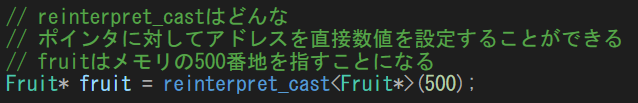 // reinterpret_castはどんな
// ポインタに対してアドレスを直接数値を設定することができる
// fruitはメモリの500番地を指すことになる
Fruit* fruit = reinterpret_cast<Fruit*>(500);